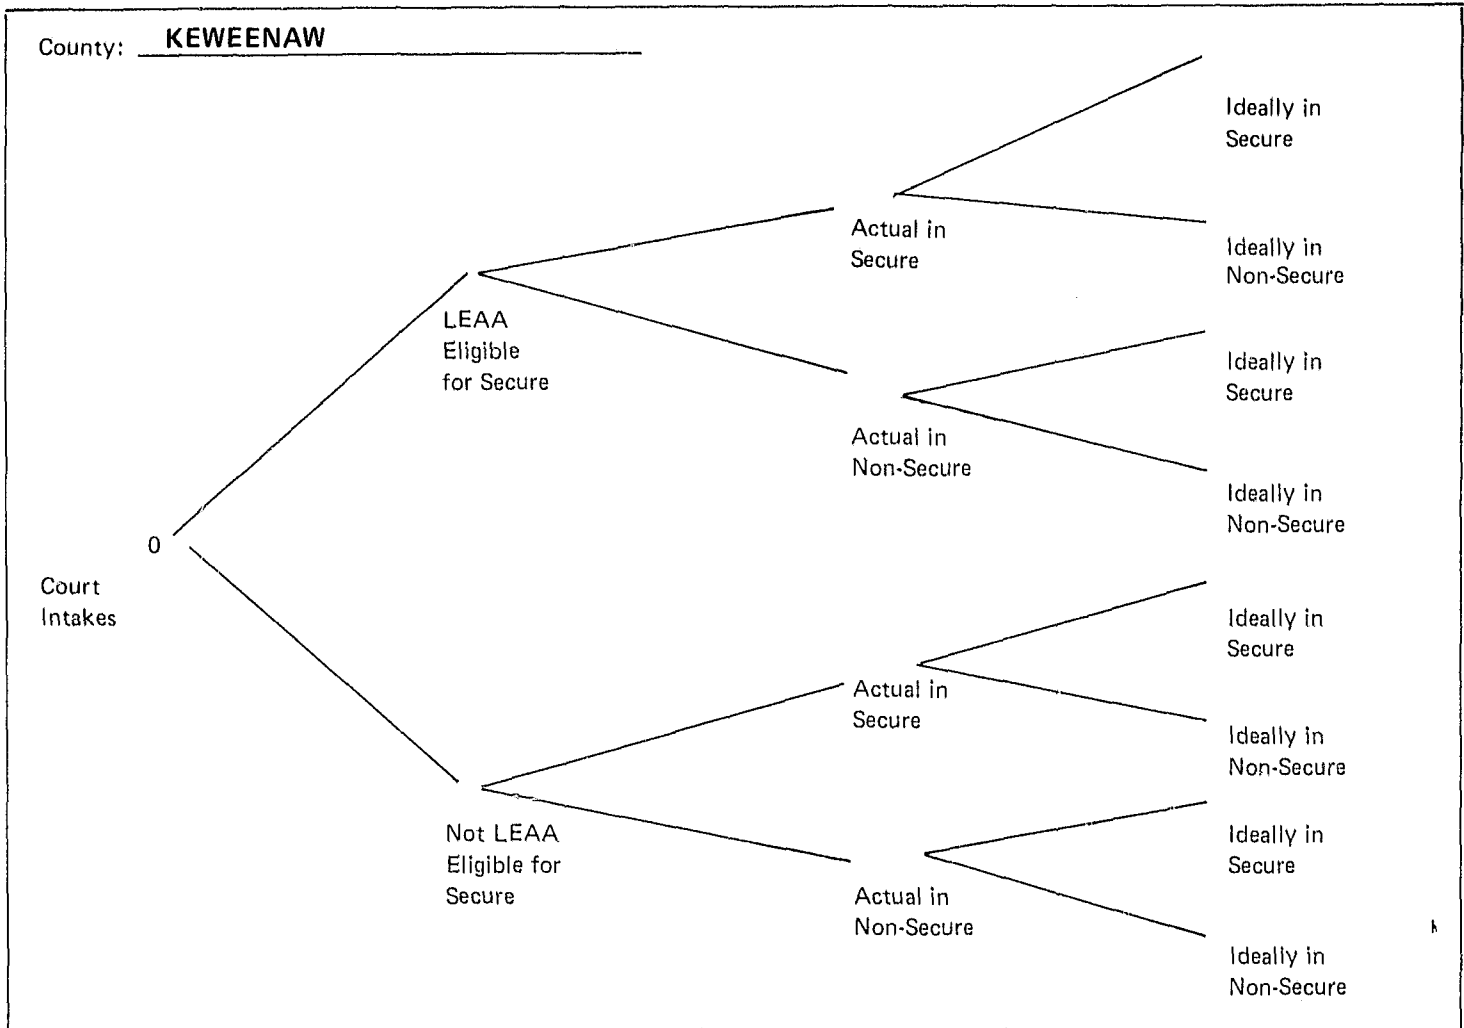 County: KEWEENAW
Ideally in
Secure
Actual in
Secure
Ideally in
Non-Secure
LEAA
Eligible
for Secure
Ideally in
Secure
Actual in
Non-Secure
Ideally in
Non-Secure
0
Court
Intakes
Ideally in
Secure
Actual in
Secure
Ideally in
Non-Secure
Not LEAA
Eligible for
Secure
Ideally in
Secure
Actual in
Non-Secure
Ideally in
Non-Secure